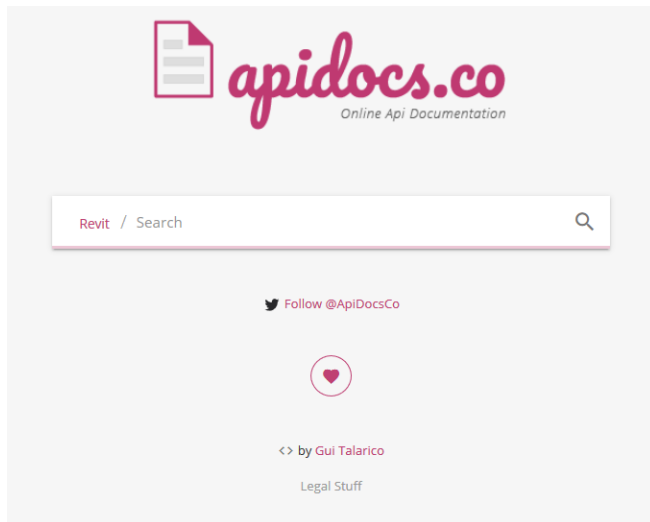 apidocs.co
Online Api Documentation
Revit / Search
Follow @ApiDocsCo
<> by Gui Talarico
Legal Stuff